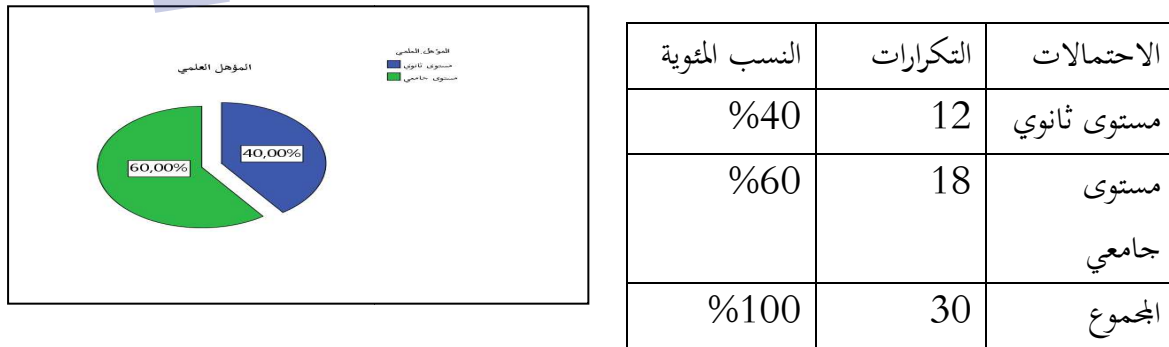 الاحتمالات التكرارات النسب المئوية
مستوى ثانوي 12 %40
مستوى جامعي 18 %60
المجموع 30 %100
المؤهل العلمي
المؤهل العلمي
مستوى ثانوي
مستوى جامعي
40,00%
60,00%